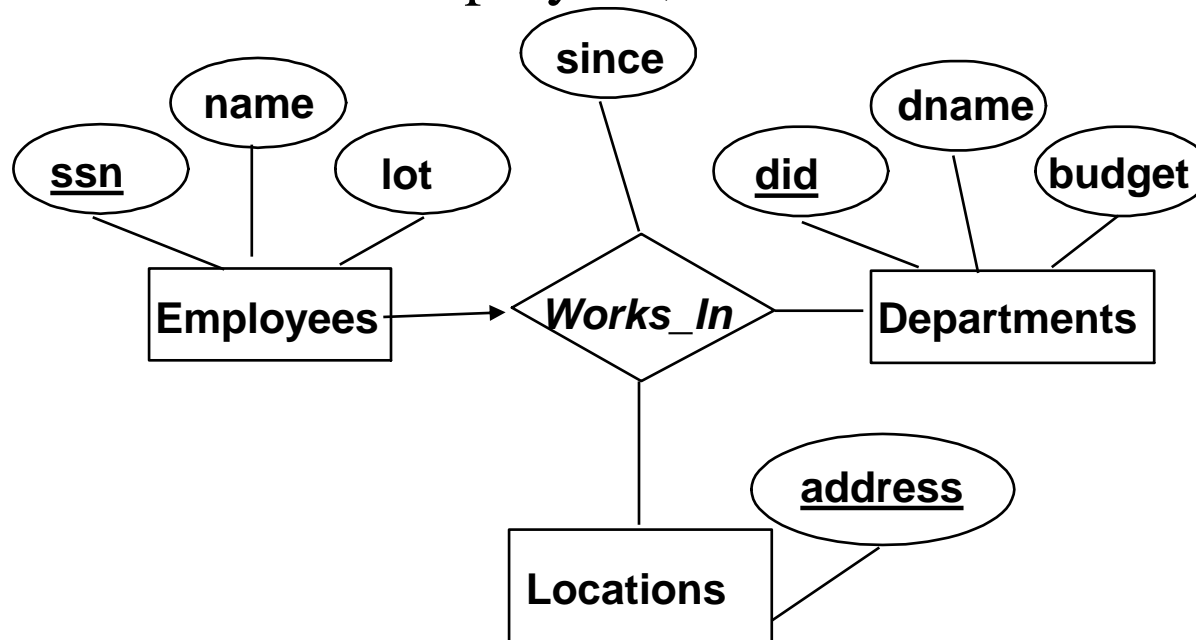 since
name
dname
ssn
lot
did
budget
Employees
Works_In
Departments
address
Locations